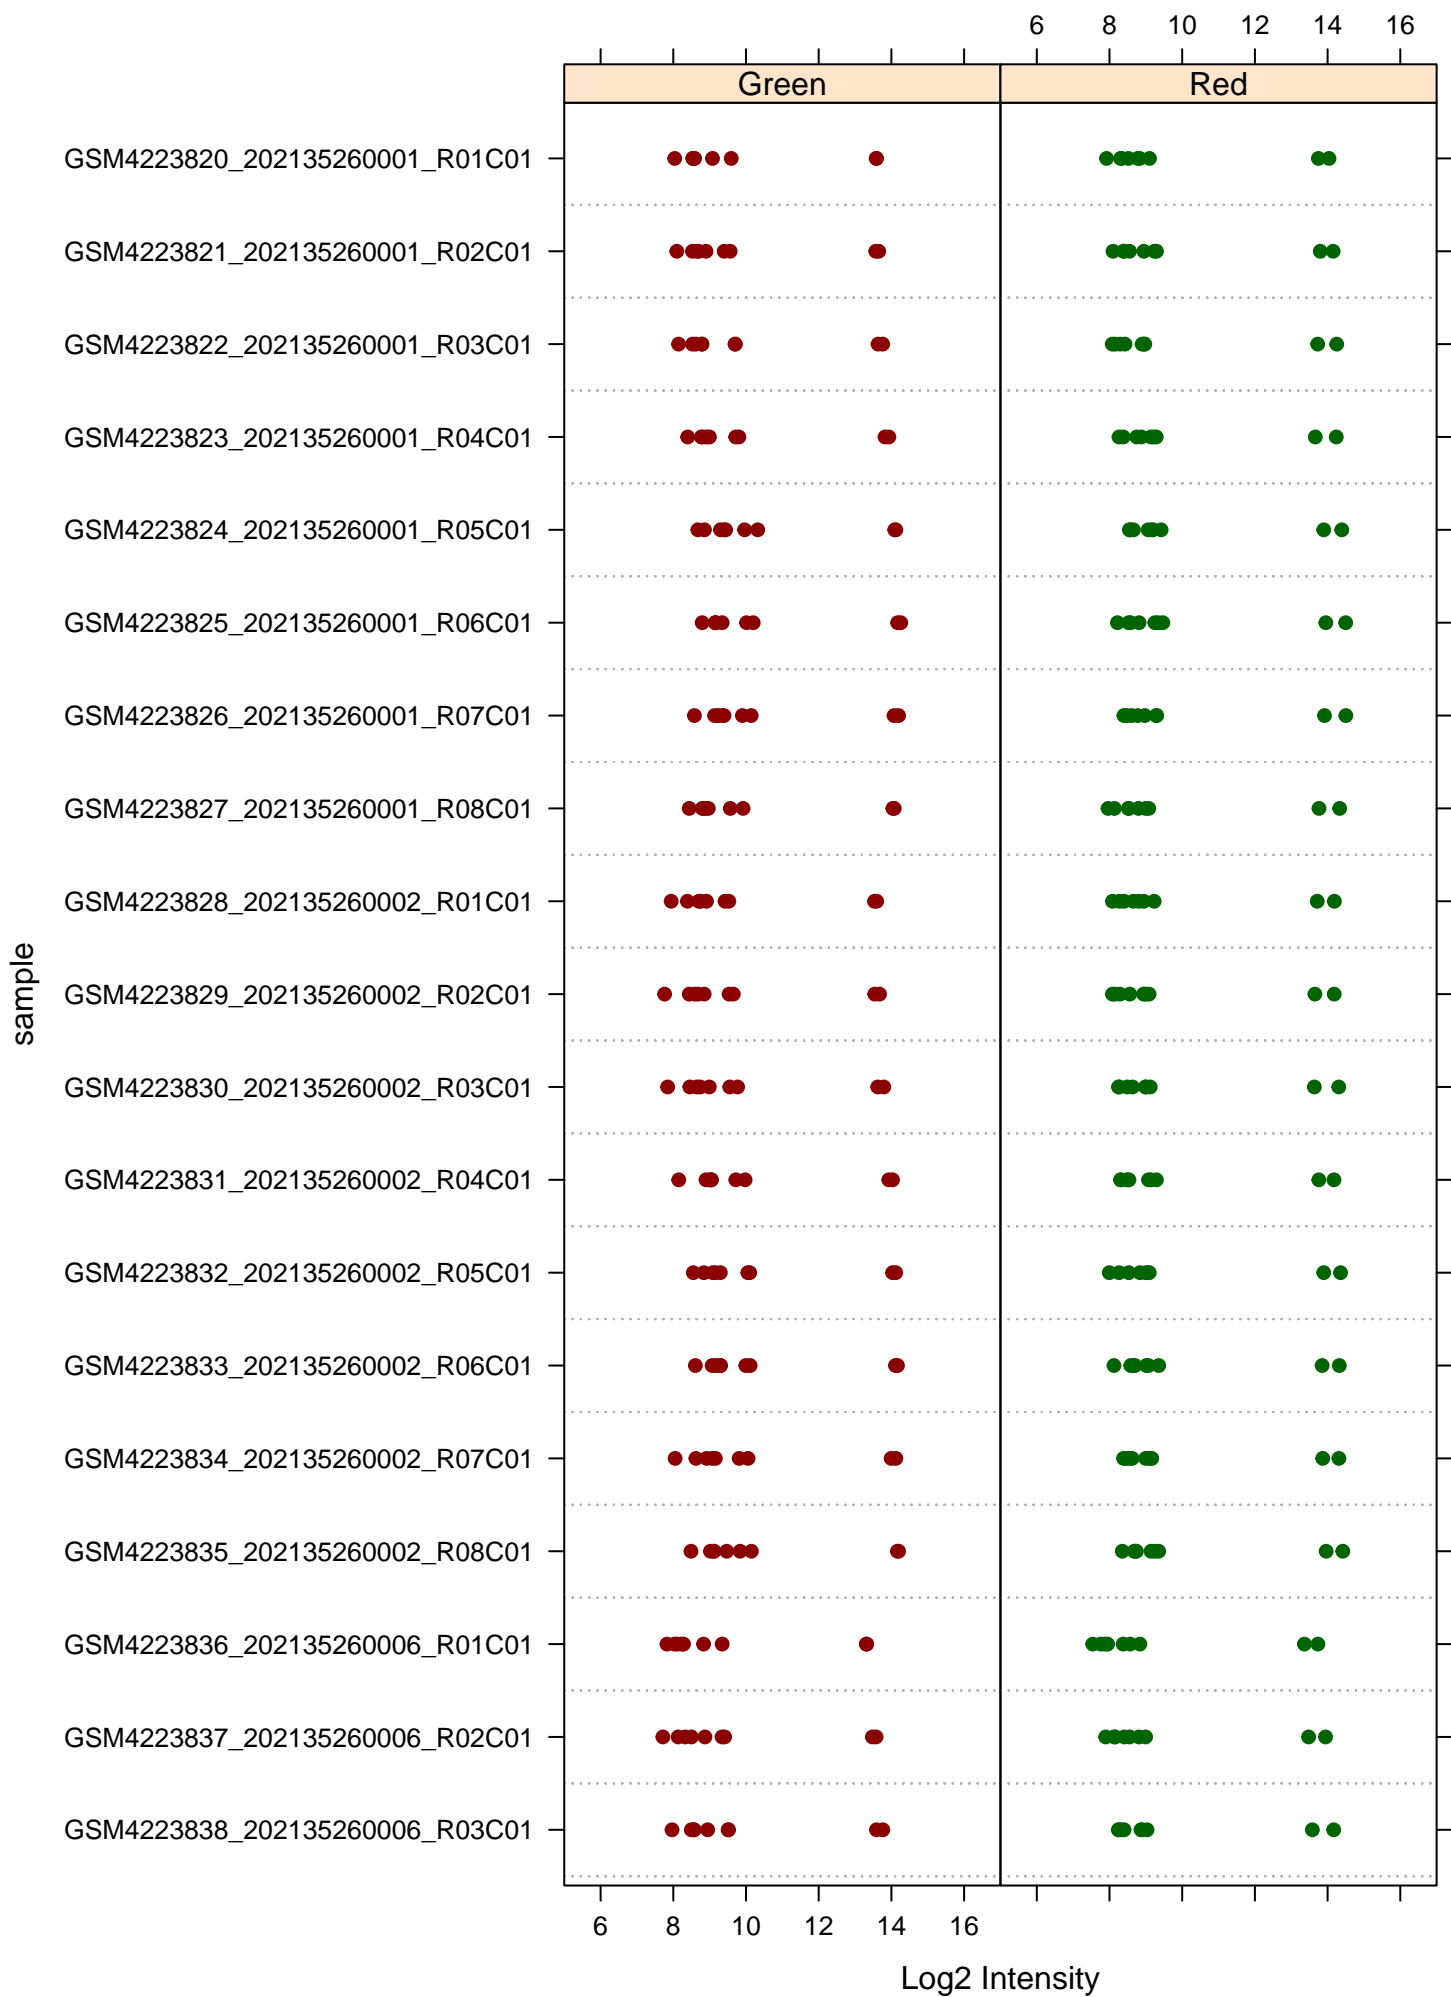 6 8 10 12 14 16
Green Red
GSM4223820_202135260001_R01C01
GSM4223821_202135260001_R02C01
GSM4223822_202135260001_R03C01
GSM4223823_202135260001_R04C01
GSM4223824_202135260001_R05C01
GSM4223825_202135260001_R06C01
GSM4223826_202135260001_R07C01
GSM4223827_202135260001_R08C01
GSM4223828_202135260002_R01C01
GSM4223829_202135260002_R02C01
GSM4223830_202135260002_R03C01
GSM4223831_202135260002_R04C01
GSM4223832_202135260002_R05C01
GSM4223833_202135260002_R06C01
GSM4223834_202135260002_R07C01
GSM4223835_202135260002_R08C01
GSM4223836_202135260006_R01C01
GSM4223837_202135260006_R02C01
GSM4223838_202135260006_R03C01
sample
6 8 10 12 14 16
Log2 Intensity